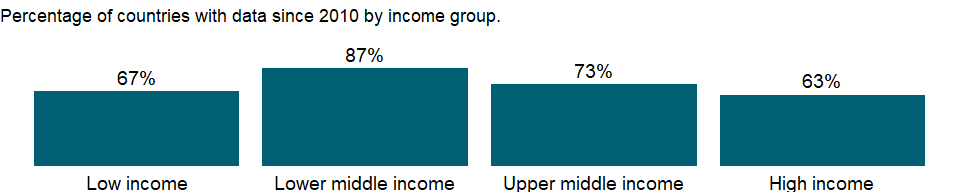 Percentage of countries with data since 2010 by income group.
67%
87%
73%
63%
Low income
Lower middle income
Upper middle income
High income